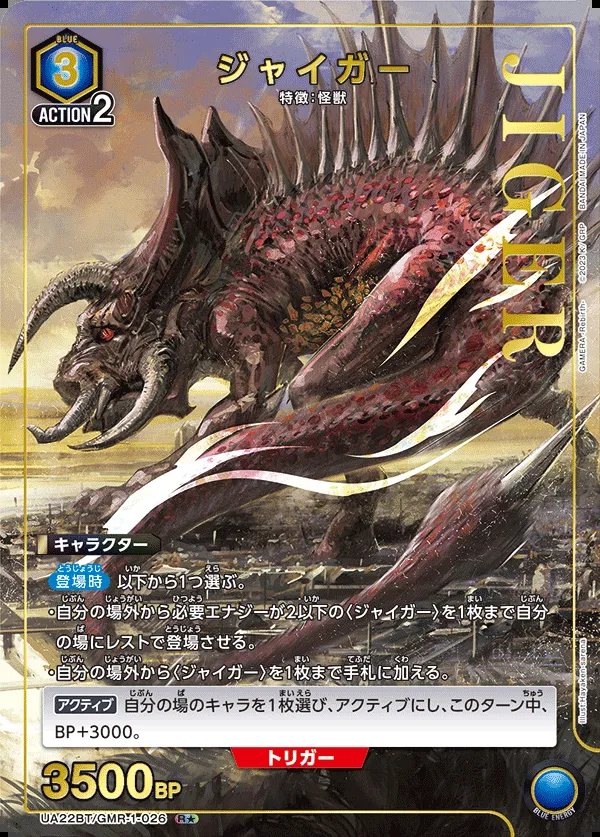 BLUE
3
ACTION2
ジャイガー
特徴:怪獣
JIGER
GAMERA -Rebirth- ©2023 K/GRP BANDAI MADE IN JAPAN
キャラクター
登場時 以下から1つ選ぶ。
・自分の場外から必要エナジーが2以下の〈ジャイガー〉を1枚まで自分
の場にレストで登場させる。
・自分の場外から〈ジャイガー〉を1枚まで手札に加える。
アクティブ 自分の場のキャラを1枚選び、アクティブにし、このターン中、
BP+3000。
トリガー
3500BP
UA22BT/GMR-1-026 R★
BLUE ENERGY
Illust Hayaken-sarena